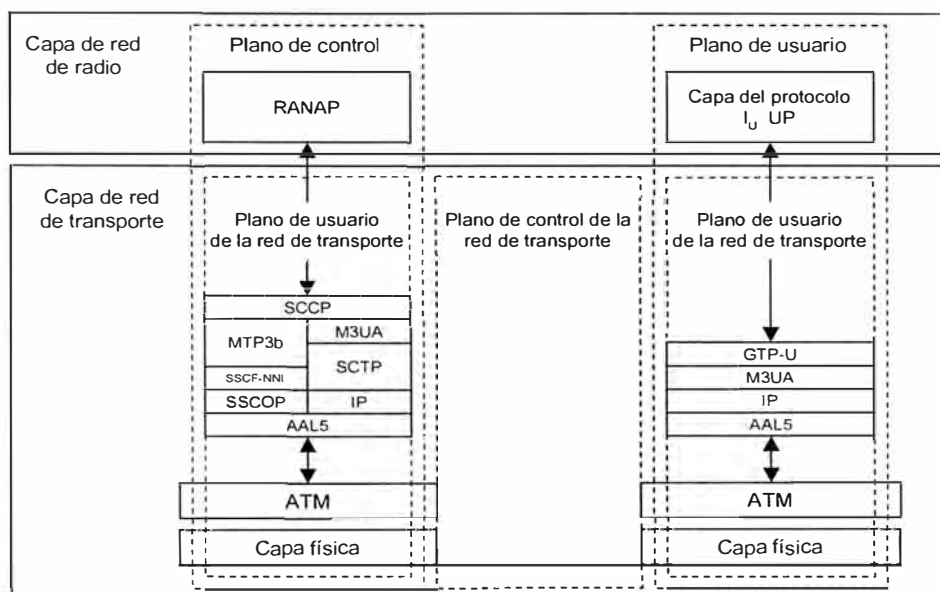 Capa de red
de radio
Plano de control
Plano de usuario
RANAP
Capa del protocolo
IU UP
Capa de red
de transporte
Plano de usuario
de la red de transporte
Plano de control de la
red de transporte
Plano de usuario
de la red de transporte
SCCP
MTP3b
M3UA
SCTP
SSCF-NNI
SSCOP
IP
AAL5
GTP-U
M3UA
IP
AAL5
ATM
ATM
Capa física
Capa física